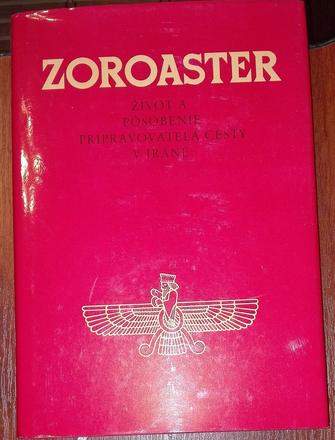 ZOROASTER
ŽIVOT A
PÔSOBENIE
PRIPRAVOVATEĽA CESTY
V IRÁNE